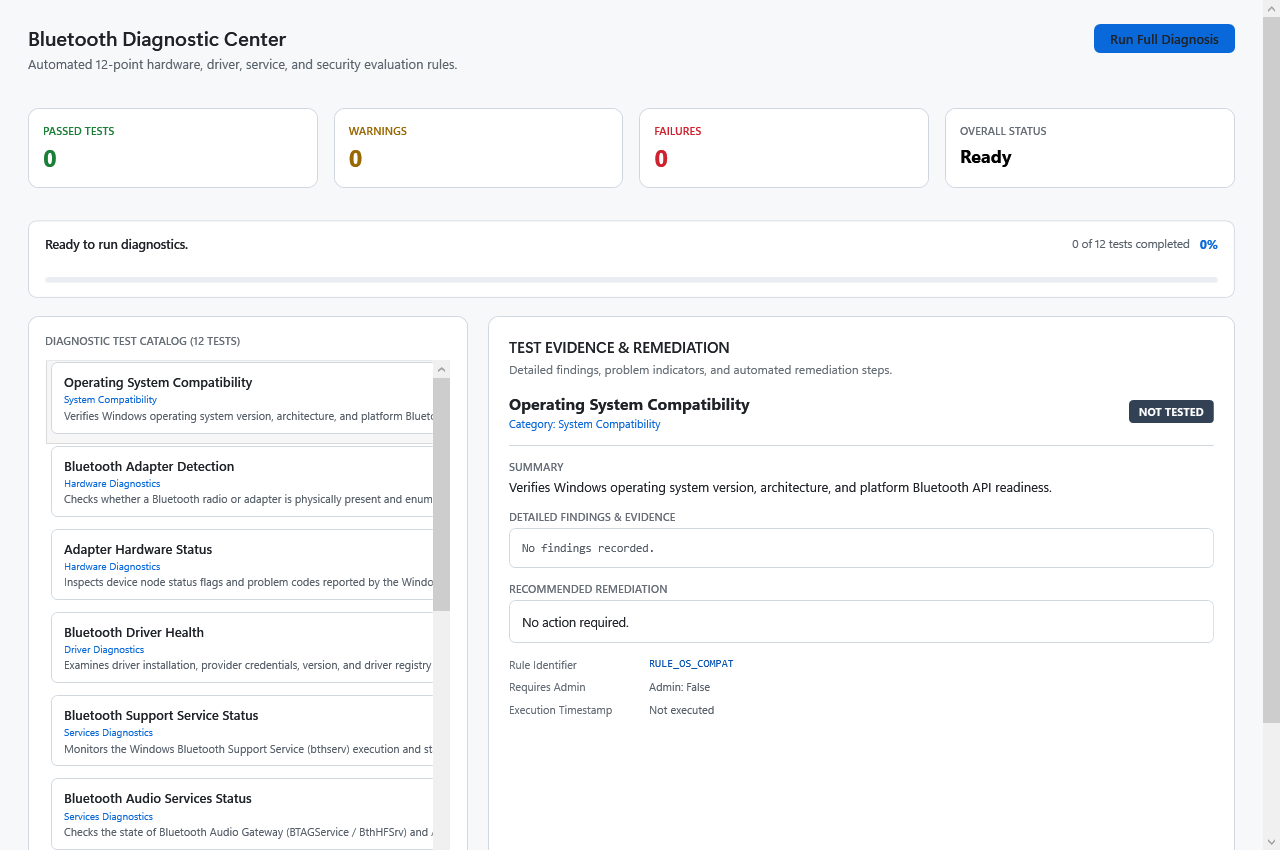 Bluetooth Diagnostic Center
Run Full Diagnosis
Automated 12-point hardware, driver, service, and security evaluation rules.
PASSED TESTS
0
WARNINGS
0
FAILURES
0
OVERALL STATUS
Ready
Ready to run diagnostics.
0 of 12 tests completed 0%
DIAGNOSTIC TEST CATALOG (12 TESTS)
Operating System Compatibility
System Compatibility
Verifies Windows operating system version, architecture, and platform
Bluetooth Adapter Detection
Hardware Diagnostics
Checks whether a Bluetooth radio or adapter is physically present and
Adapter Hardware Status
Hardware Diagnostics
Inspects device node status flags and problem codes reported by the
Bluetooth Driver Health
Driver Diagnostics
Examines driver installation, provider credentials, version, and driver registry
Bluetooth Support Service Status
Services Diagnostics
Monitors the Windows Bluetooth Support Service (bthserv) execution and
Bluetooth Audio Services Status
Services Diagnostics
Checks the state of Bluetooth Audio Gateway (BTAGService / BthHFSrv) and
TEST EVIDENCE & REMEDIATION
Detailed findings, problem indicators, and automated remediation steps.
Operating System Compatibility
NOT TESTED
Category: System Compatibility
SUMMARY
Verifies Windows operating system version, architecture, and platform Bluetooth API readiness.
DETAILED FINDINGS & EVIDENCE
No findings recorded.
RECOMMENDED REMEDIATION
No action required.
Rule Identifier RULE_OS_COMPAT
Requires Admin Admin: False
Execution Timestamp Not executed